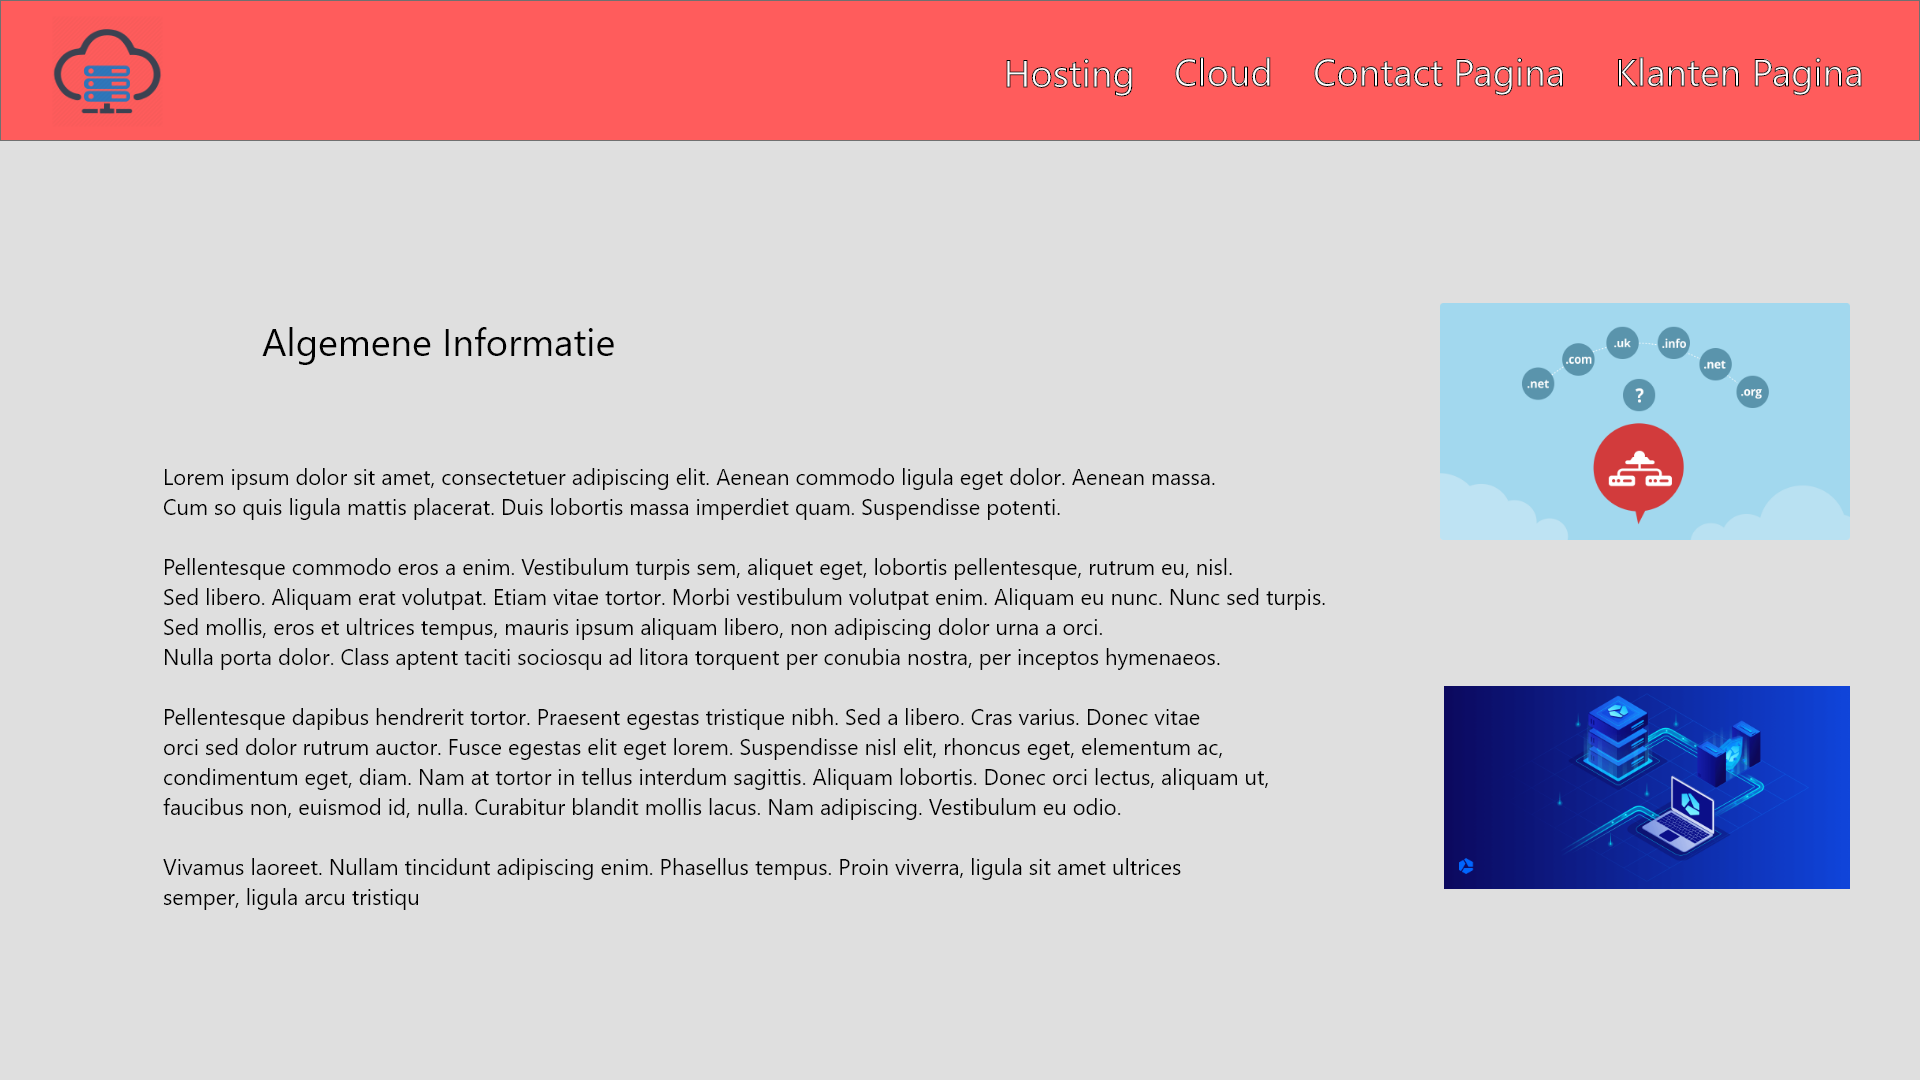 Hosting Cloud Contact Pagina Klanten Pagina
Algemene Informatie
Lorem ipsum dolor sit amet, consectetuer adipiscing elit. Aenean commodo ligula eget dolor. Aenean massa.
Cum so quis ligula mattis placerat. Duis lobortis massa imperdiet quam. Suspendisse potenti.
Pellentesque commodo eros a enim. Vestibulum turpis sem, aliquet eget, lobortis pellentesque, rutrum eu, nisl.
Sed libero. Aliquam erat volutpat. Etiam vitae tortor. Morbi vestibulum volutpat enim. Aliquam eu nunc. Nunc sed turpis.
Sed mollis, eros et ultrices tempus, mauris ipsum aliquam libero, non adipiscing dolor urna a orci.
Nulla porta dolor. Class aptent taciti sociosqu ad litora torquent per conubia nostra, per inceptos hymenaeos.
Pellentesque dapibus hendrerit tortor. Praesent egestas tristique nibh. Sed a libero. Cras varius. Donec vitae
orci sed dolor rutrum auctor. Fusce egestas elit eget lorem. Suspendisse nisl elit, rhoncus eget, elementum ac,
condimentum eget, diam. Nam at tortor in tellus interdum sagittis. Aliquam lobortis. Donec orci lectus, aliquam ut,
faucibus non, euismod id, nulla. Curabitur blandit mollis lacus. Nam adipiscing. Vestibulum eu odio.
Vivamus laoreet. Nullam tincidunt adipiscing enim. Phasellus tempus. Proin viverra, ligula sit amet ultrices
semper, ligula arcu tristiqu
.net
.com
.uk
.info
.net
.org
?